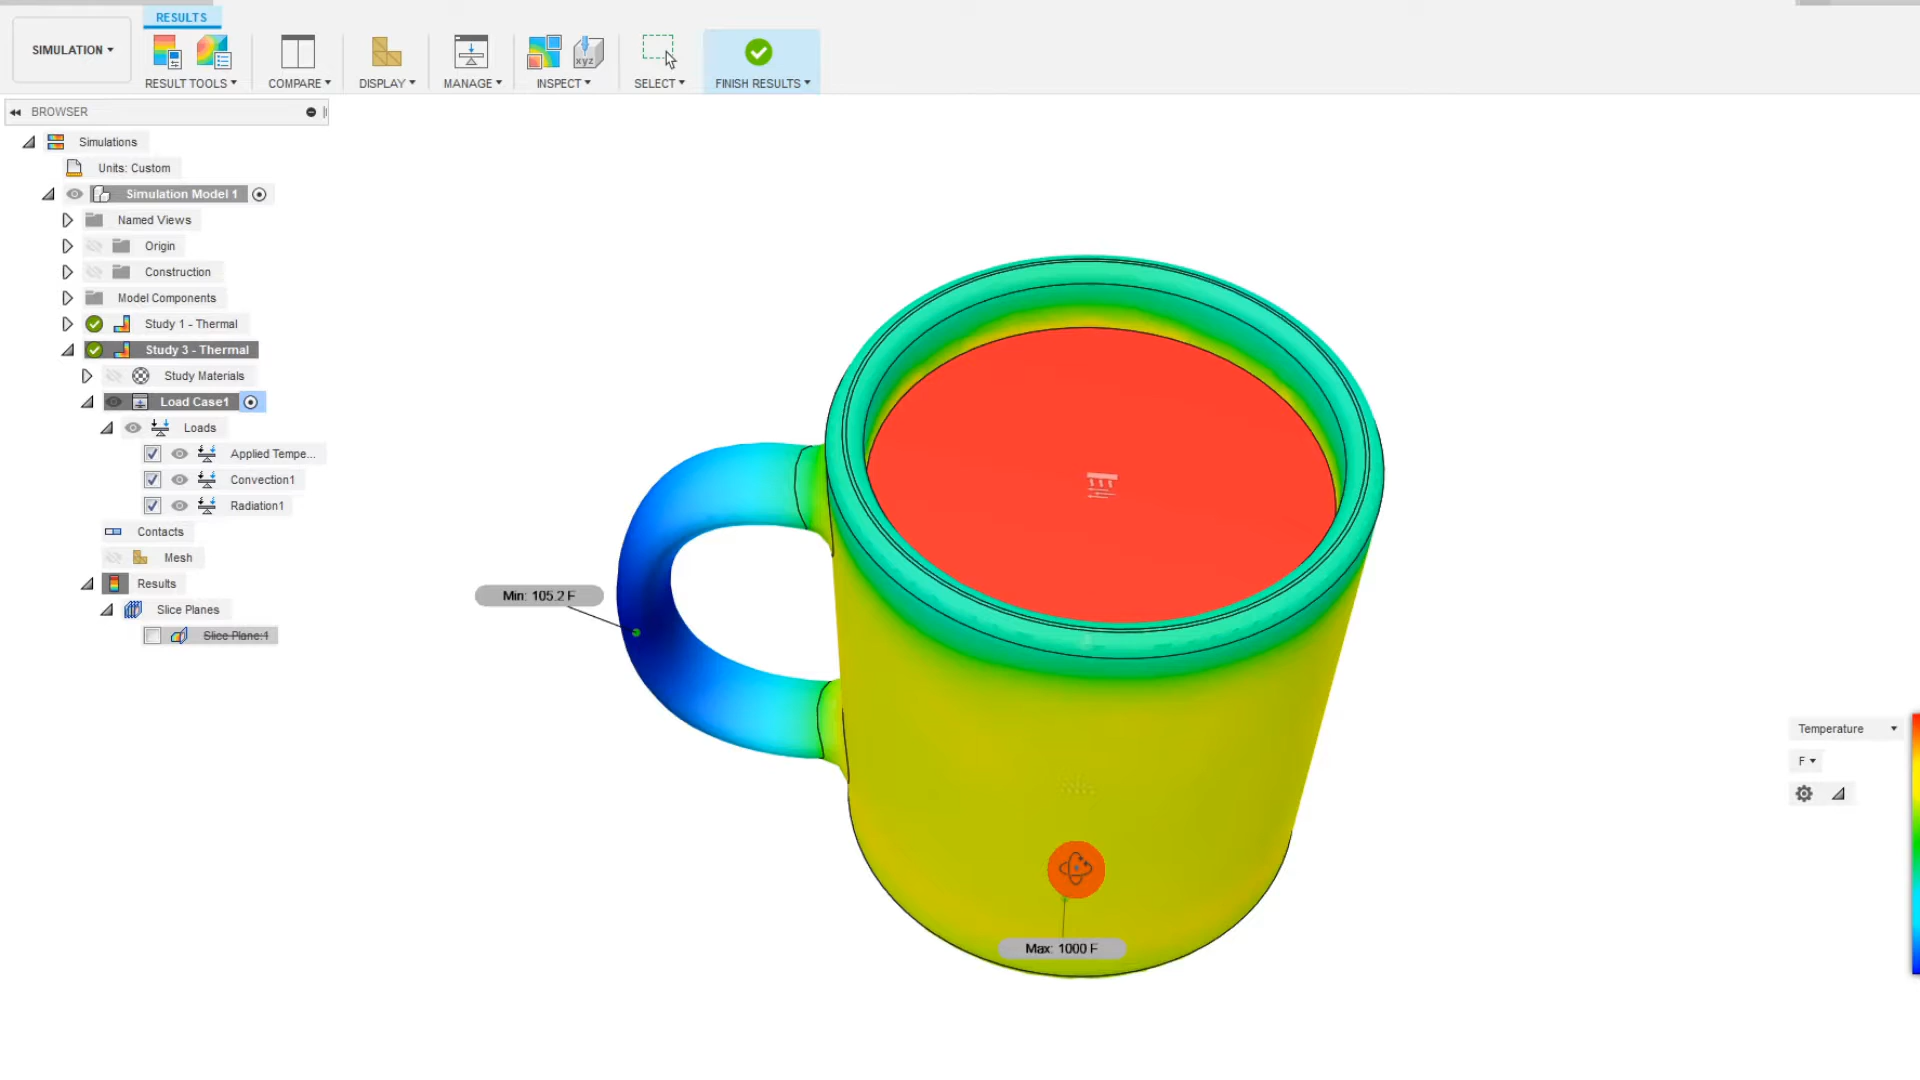 RESULTS
SIMULATION
RESULT TOOLS
COMPARE
DISPLAY
MANAGE
INSPECT
SELECT
FINISH RESULTS
xyz
BROWSER
Simulations
Units: Custom
Simulation Model 1
Named Views
Origin
Construction
Model Components
Study 1 - Thermal
Study 3 - Thermal
Study Materials
Load Case1
Loads
Applied Tempe...
Convection1
Radiation1
Contacts
Mesh
Results
Slice Planes
Slice Plane:1
Min: 105.2 F
Max: 1000 F
Temperature
F